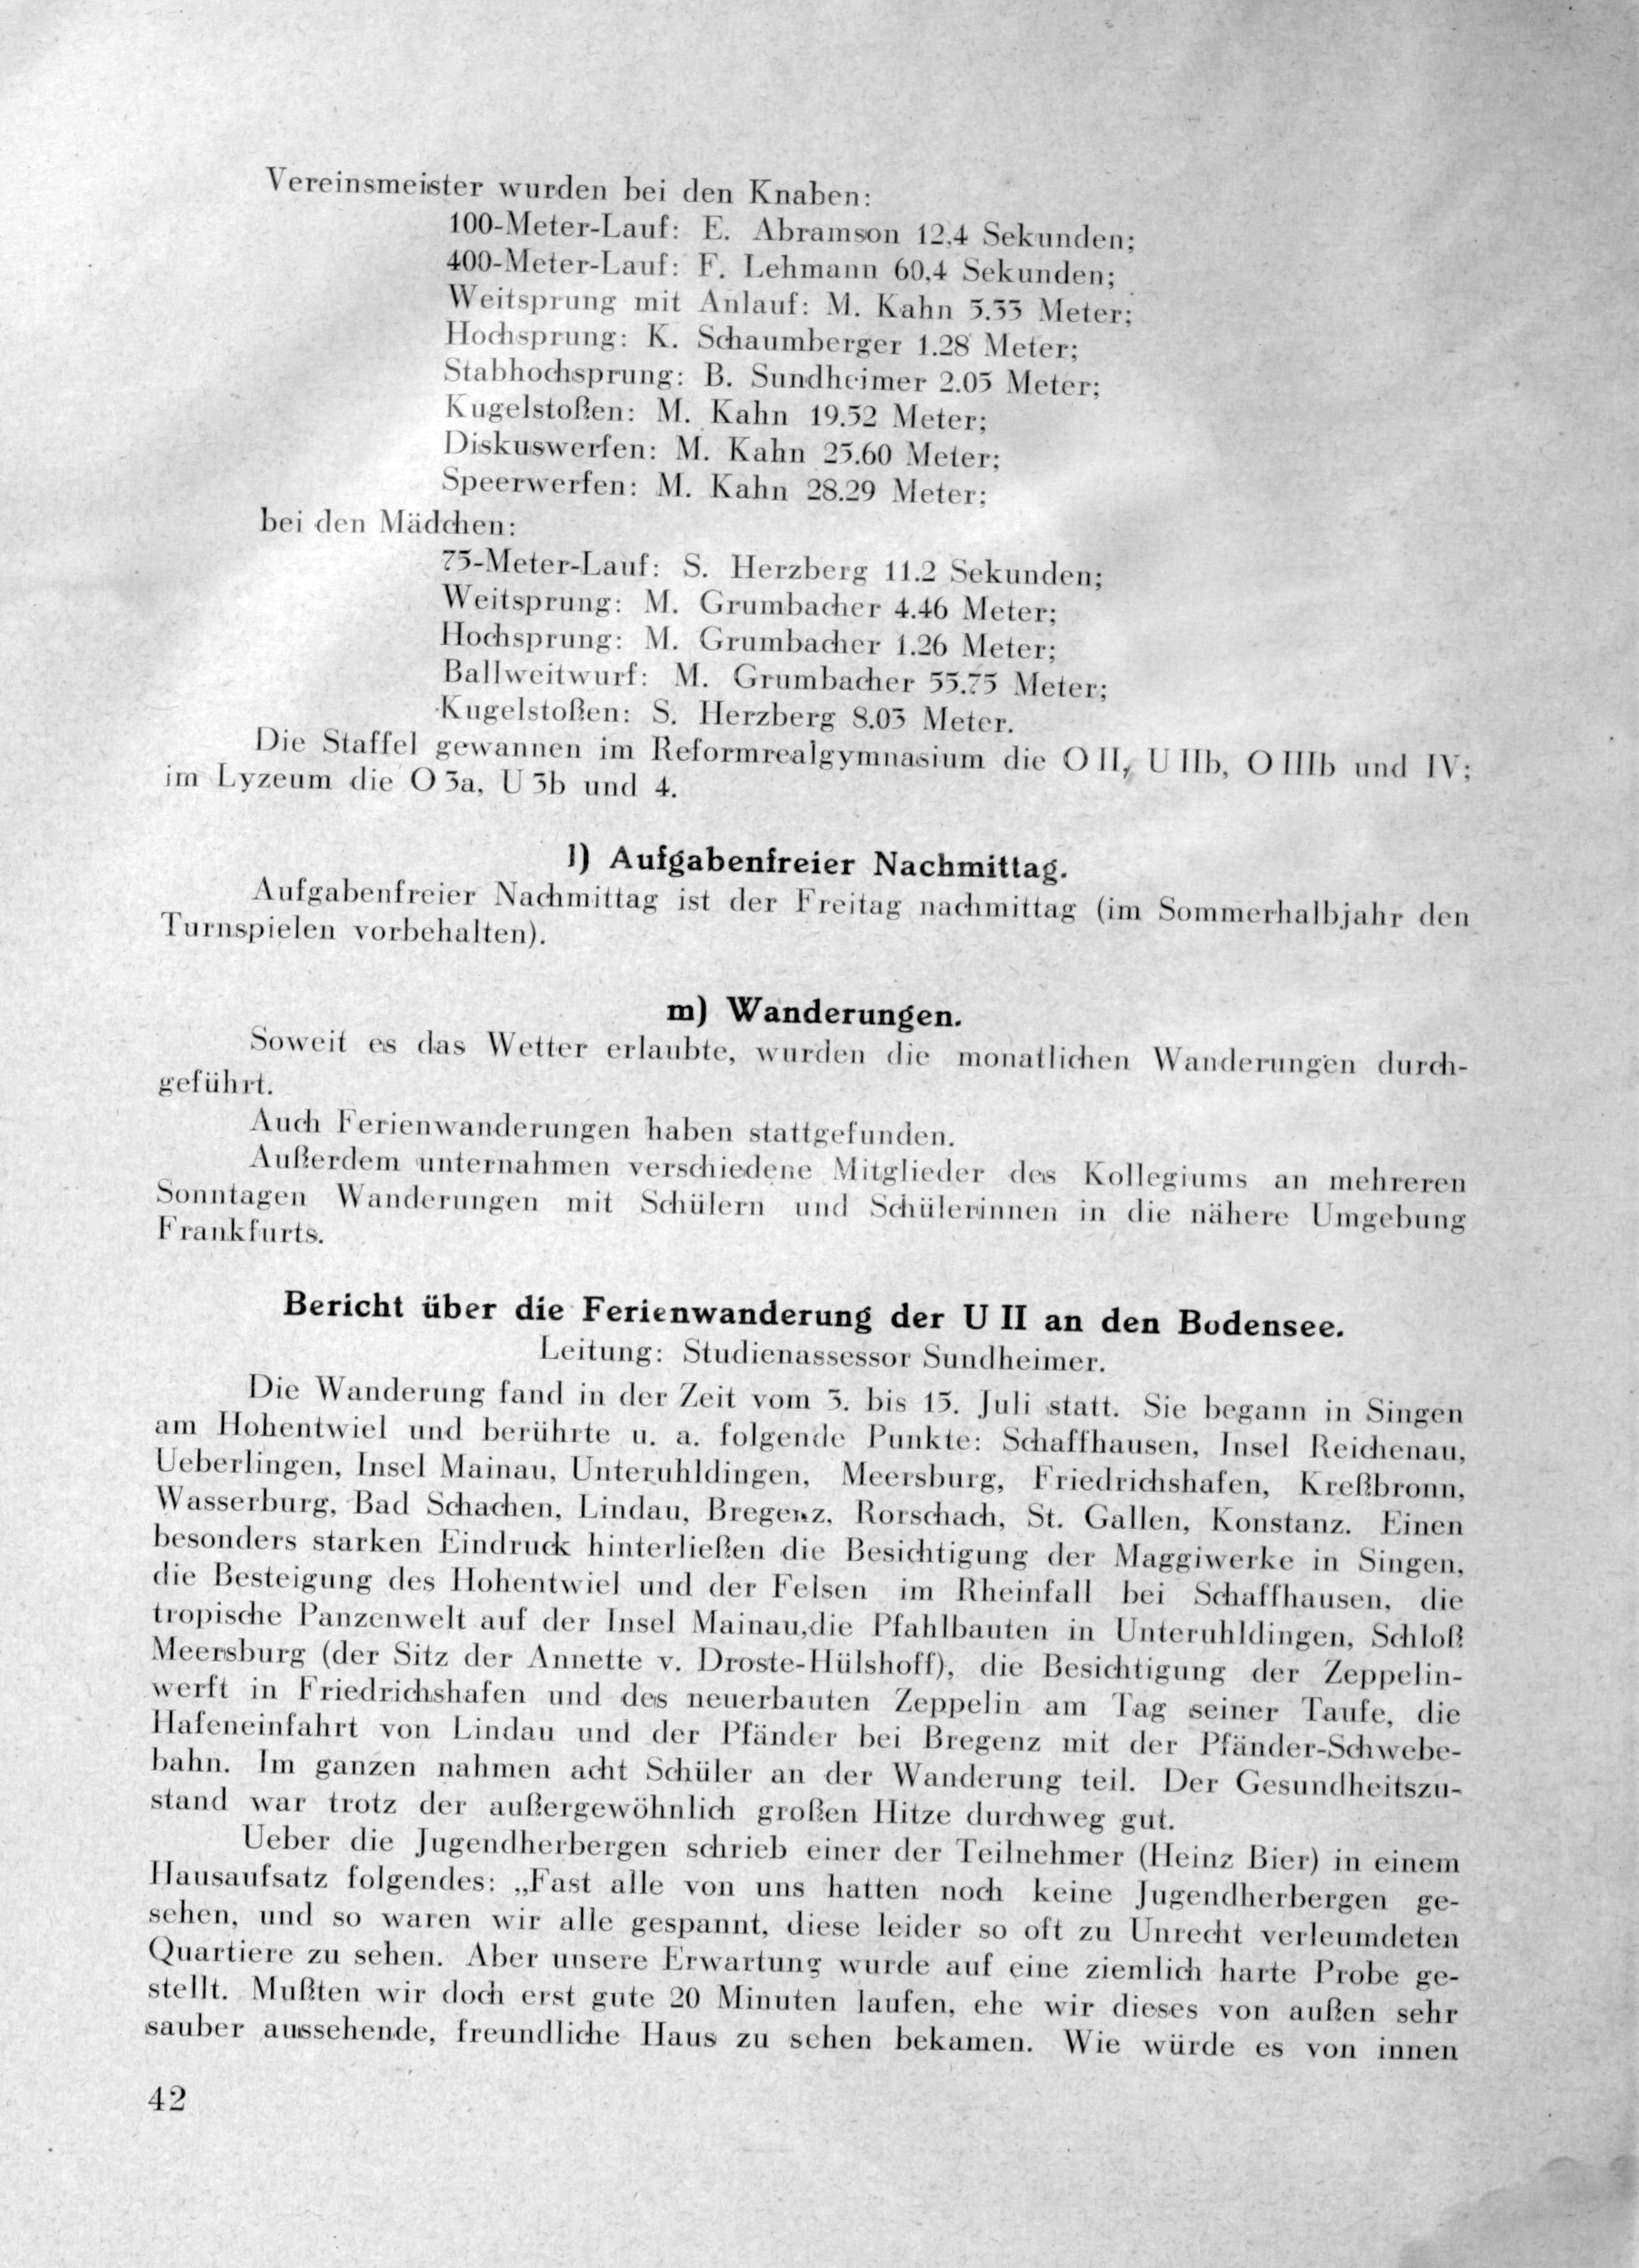 Vereinsmeister wurden bei den Knaben:
100-Meter-Lauf: E. Abramson 12,4 Sekunden;
400-Meter-Lauf: F. Lehmann 60,4 Sekunden;
Weitsprung mit Anlauf: M. Kahn 5.35 Meter;
Hochsprung: K. Schaumberger 1.28 Meter;
Stabhochsprung: B. Sundheimer 2.05 Meter;
Kugelstoßen: M. Kahn 19.52 Meter;
Diskuswerfen: M. Kahn 25.60 Meter;
Speerwerfen: M. Kahn 28.29 Meter;
bei den Mädchen:
75-Meter-Lauf: S. Herzberg 11.2 Sekunden;
Weitsprung: M. Grumbacher 4.46 Meter;
Hochsprung: M. Grumbacher 1.26 Meter;
Ballweitwurf: M. Grumbacher 55.75 Meter;
Kugelstoßen: S. Herzberg 8.05 Meter.
Die Staffel gewannen im Reformrealgymnasium die O II, U IIb, O IIIb und IV;
im Lyzeum die O 3a, U 3b und 4.
l) Aufgabenfreier Nachmittag.
Aufgabenfreier Nachmittag ist der Freitag nachmittag (im Sommerhalbjahr den
Turnspielen vorbehalten).
m) Wanderungen.
Soweit es das Wetter erlaubte, wurden die monatlichen Wanderungen durch-
geführt.
Auch Ferienwanderungen haben stattgefunden.
Außerdem unternahmen verschiedene Mitglieder des Kollegiums an mehreren
Sonntagen Wanderungen mit Schülern und Schülerinnen in die nähere Umgebung
Frankfurts.
Bericht über die Ferienwanderung der U II an den Bodensee.
Leitung: Studienassessor Sundheimer.
Die Wanderung fand in der Zeit vom 3. bis 15. Juli statt. Sie begann in Singen
am Hohentwiel und berührte u. a. folgende Punkte: Schaffhausen, Insel Reichenau,
Ueberlingen, Insel Mainau, Unteruhldingen, Meersburg, Friedrichshafen, Kreßbronn,
Wasserburg, Bad Schachen, Lindau, Bregenz, Rorschach, St. Gallen, Konstanz. Einen
besonders starken Eindruck hinterließen die Besichtigung der Maggiwerke in Singen,
die Besteigung des Hohentwiel und der Felsen im Rheinfall bei Schaffhausen, die
tropische Panzenwelt auf der Insel Mainau,die Pfahlbauten in Unteruhldingen, Schloß
Meersburg (der Sitz der Annette v. Droste-Hülshoff), die Besichtigung der Zeppelin-
werft in Friedrichshafen und des neuerbauten Zeppelin am Tag seiner Taufe, die
Hafeneinfahrt von Lindau und der Pfänder bei Bregenz mit der Pfänder-Schwebe-
bahn. Im ganzen nahmen acht Schüler an der Wanderung teil. Der Gesundheitszu-
stand war trotz der außergewöhnlich großen Hitze durchweg gut.
Ueber die Jugendherbergen schrieb einer der Teilnehmer (Heinz Bier) in einem
Hausaufsatz folgendes: „Fast alle von uns hatten noch keine Jugendherbergen ge-
sehen, und so waren wir alle gespannt, diese leider so oft zu Unrecht verleumdeten
Quartiere zu sehen. Aber unsere Erwartung wurde auf eine ziemlich harte Probe ge-
stellt. Mußten wir doch erst gute 20 Minuten laufen, ehe wir dieses von außen sehr
sauber aussehende, freundliche Haus zu sehen bekamen. Wie würde es von innen
42